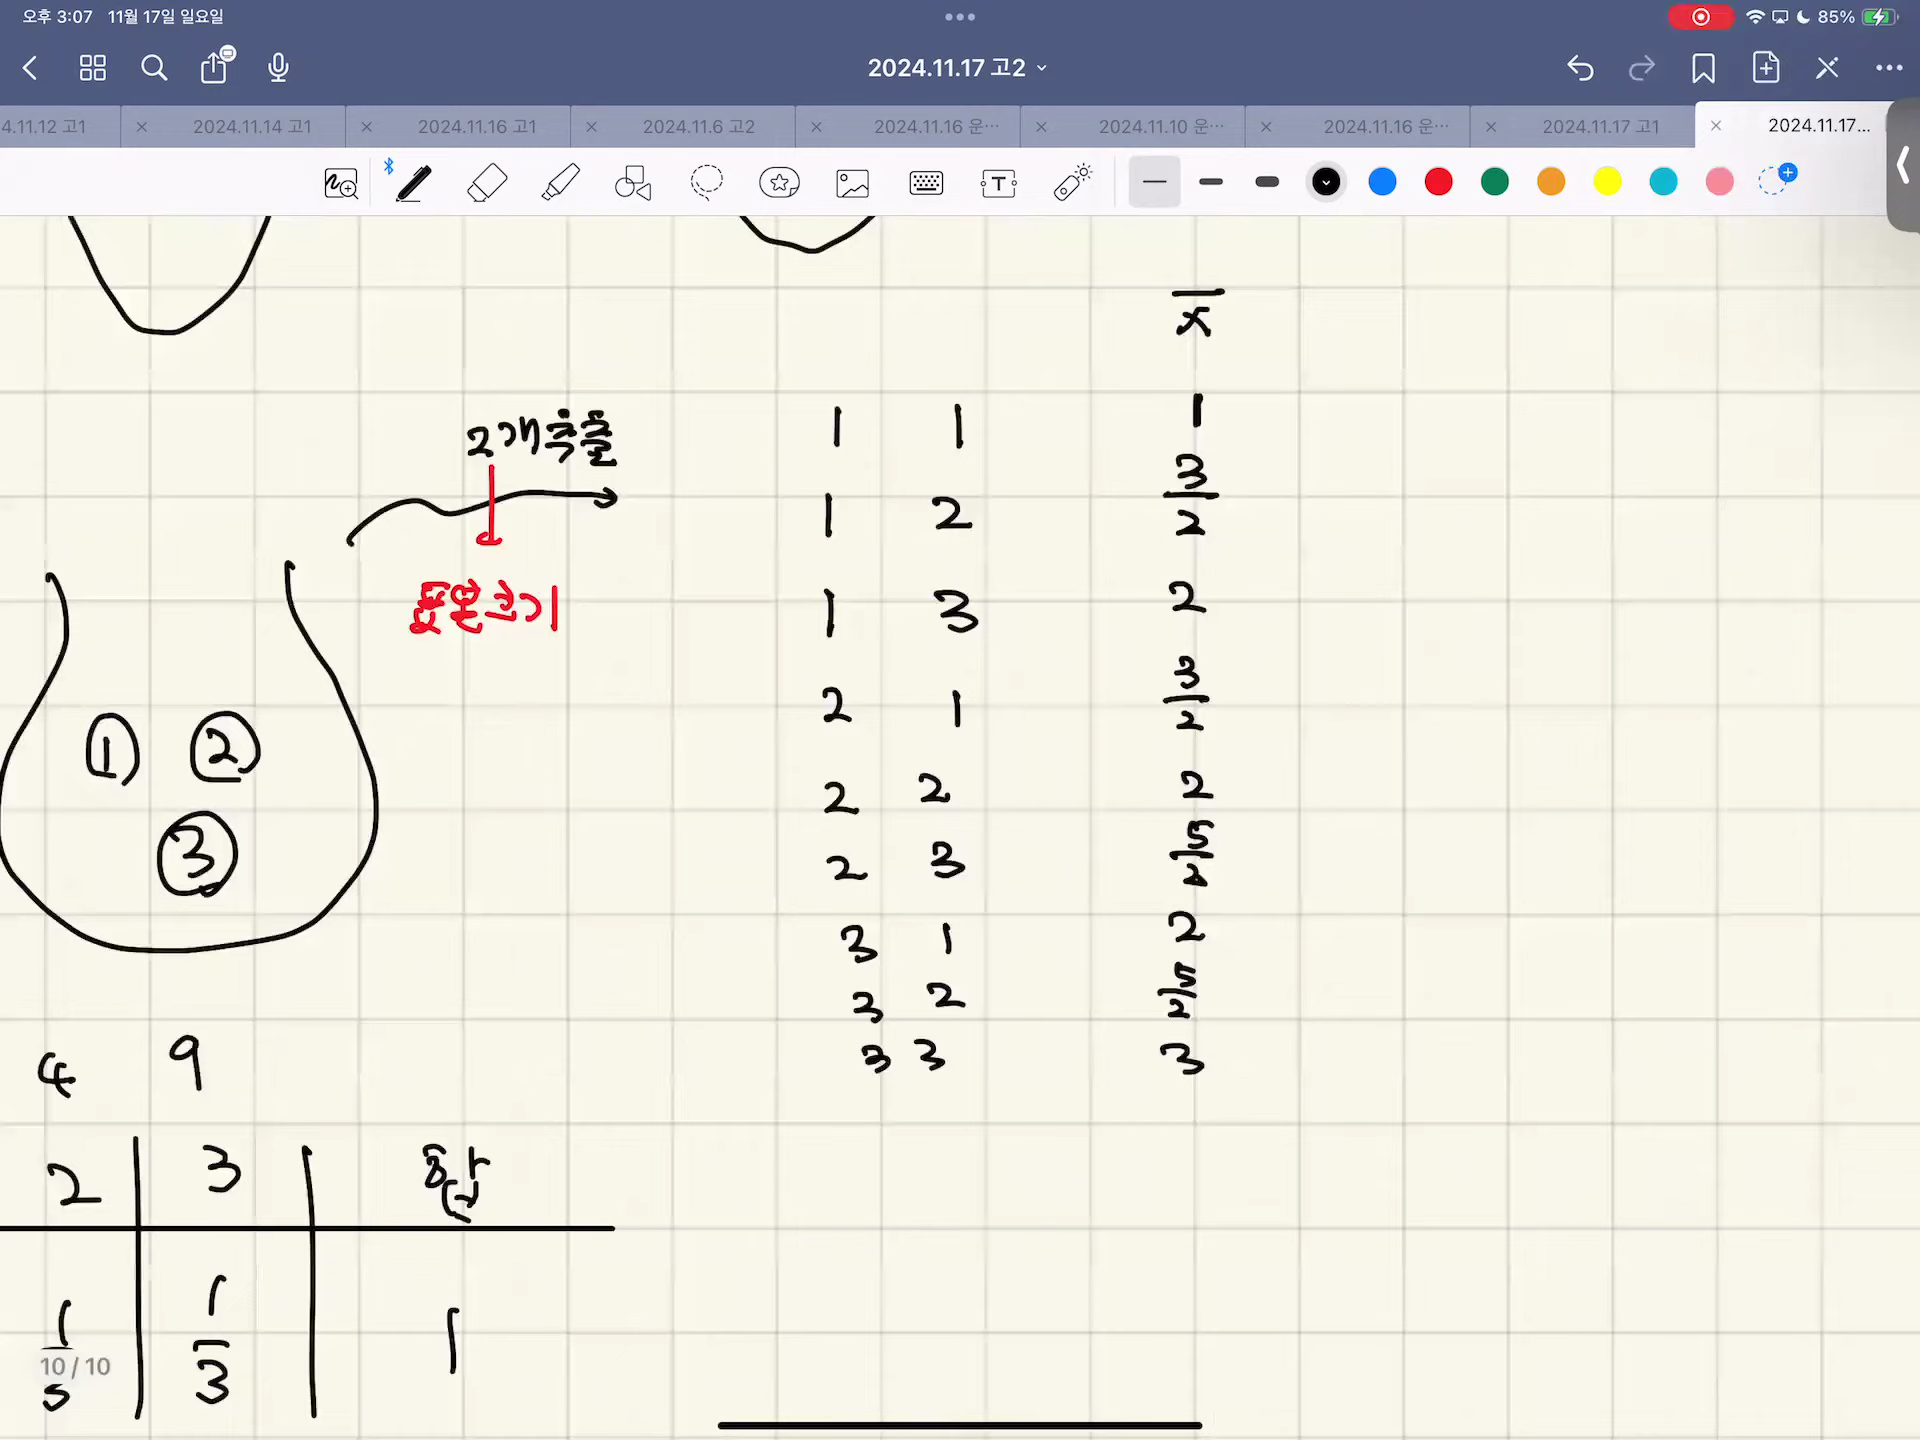 오후 3:07 11월 17일 일요일
85%
2024.11.17 고2
4.11.12 고1
2024.11.14 고1
2024.11.16 고1
2024.11.6 고2
2024.11.16 운…
2024.11.10 운…
2024.11.16 운…
2024.11.17 고1
2024.11.17...
T
x̄
2개 추출
표본크기
1 1 1
1 2 3/2
1 3 2
2 1 3/2
2 2 2
2 3 5/2
3 1 2
3 2 5/2
3 3 3
① ②
③
4 9
2 3 합
1/3 1
10 / 10